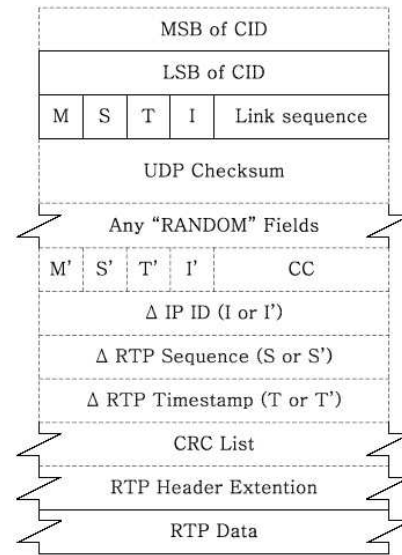 MSB of CID
LSB of CID
M S T I Link sequence
UDP Checksum
Any “RANDOM” Fields
M’ S’ T’ I’ CC
Δ IP ID (I or I’)
Δ RTP Sequence (S or S’)
Δ RTP Timestamp (T or T’)
CRC List
RTP Header Extention
RTP Data